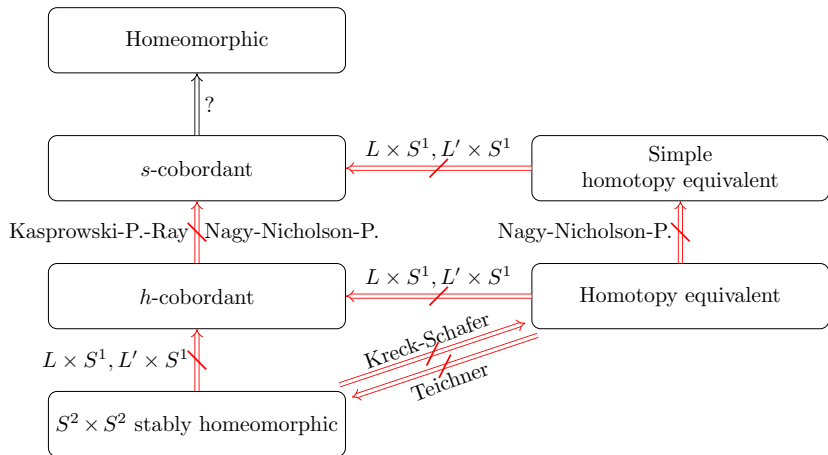 Homeomorphic
?
L × S¹, L′ × S¹
s-cobordant
Simple
homotopy equivalent
Kasprowski-P.-Ray
Nagy-Nicholson-P.
Nagy-Nicholson-P.
L × S¹, L′ × S¹
h-cobordant
Homotopy equivalent
Kreck-Schafer
L × S¹, L′ × S¹
Teichner
S² × S² stably homeomorphic